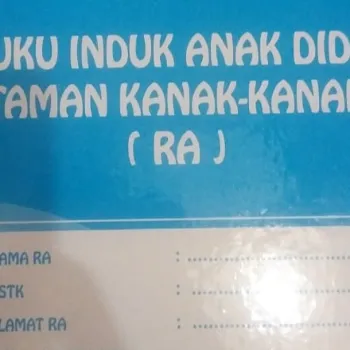 UKU INDUK ANAK DID
TAMAN KANAK-KANA
( RA )
AMA RA : ...............................
STK : ...............................
LAMAT RA : ...............................